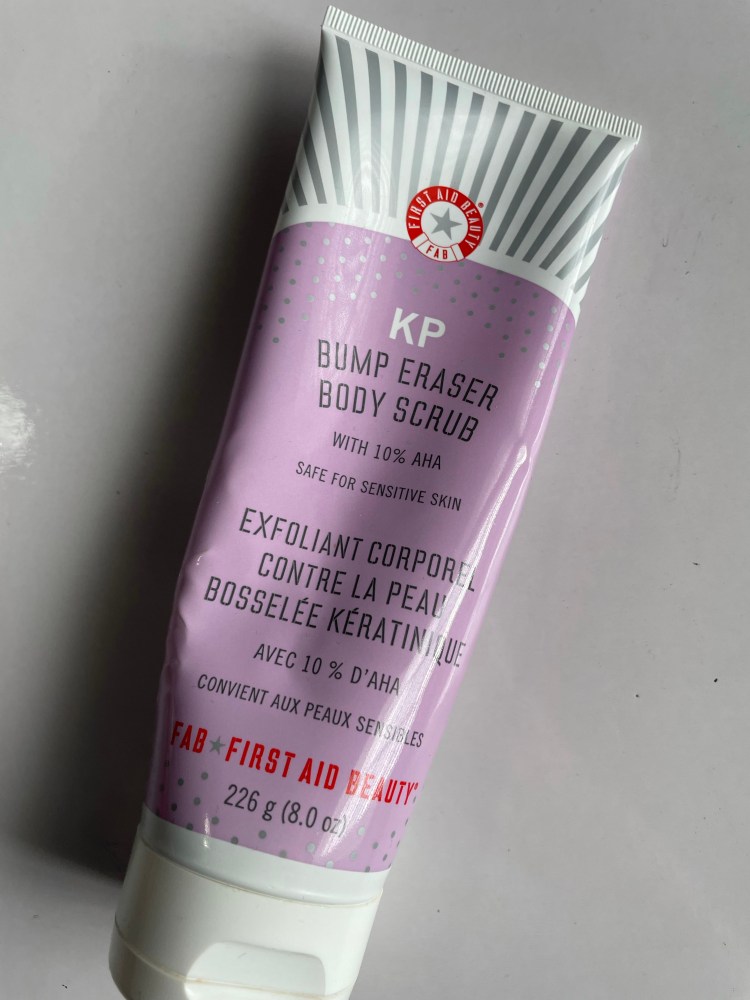 FIRST AID BEAUTY®
FAB
KP
BUMP ERASER
BODY SCRUB
WITH 10% AHA
SAFE FOR SENSITIVE SKIN
EXFOLIANT CORPOREL
CONTRE LA PEAU
BOSSELÉE KÉRATINIQUE
AVEC 10 % D'AHA
CONVIENT AUX PEAUX SENSIBLES
FAB★FIRST AID BEAUTY®
226 g (8.0 oz)